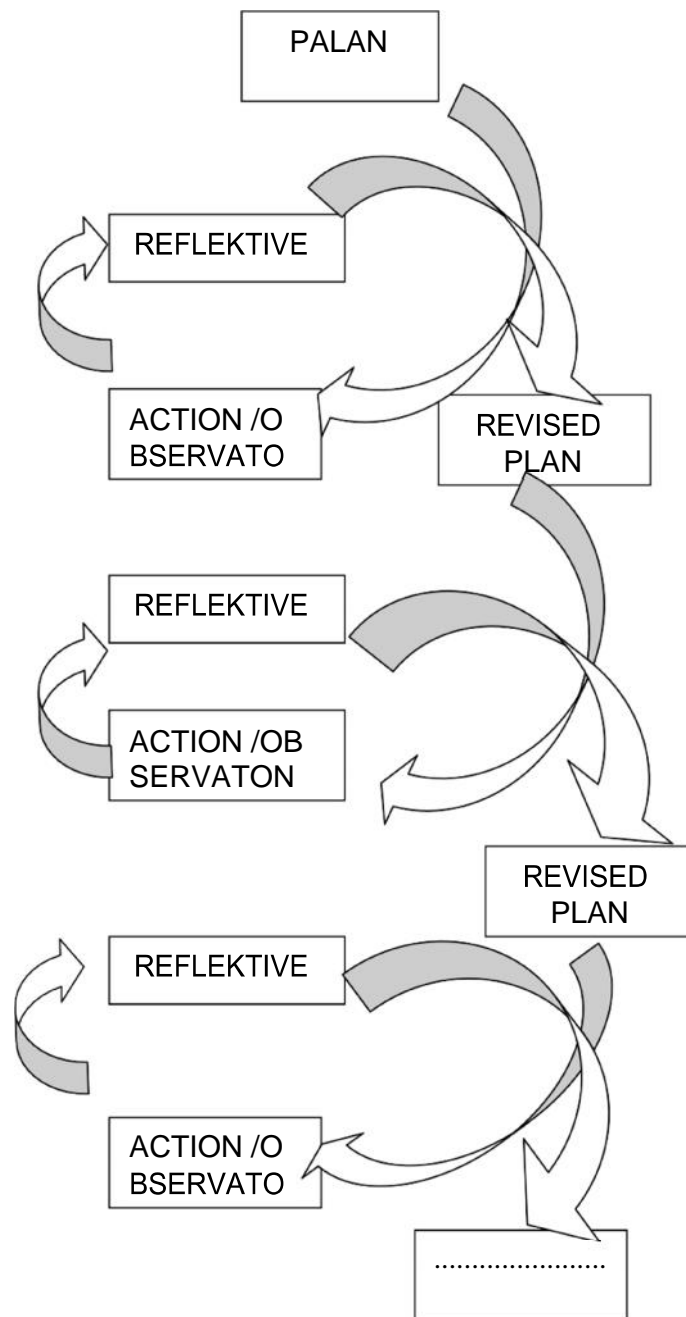 PALAN
REFLEKTIVE
ACTION /O
BSERVATO
REVISED
PLAN
REFLEKTIVE
ACTION /OB
SERVATON
REVISED
PLAN
REFLEKTIVE
ACTION /O
BSERVATO
.......................